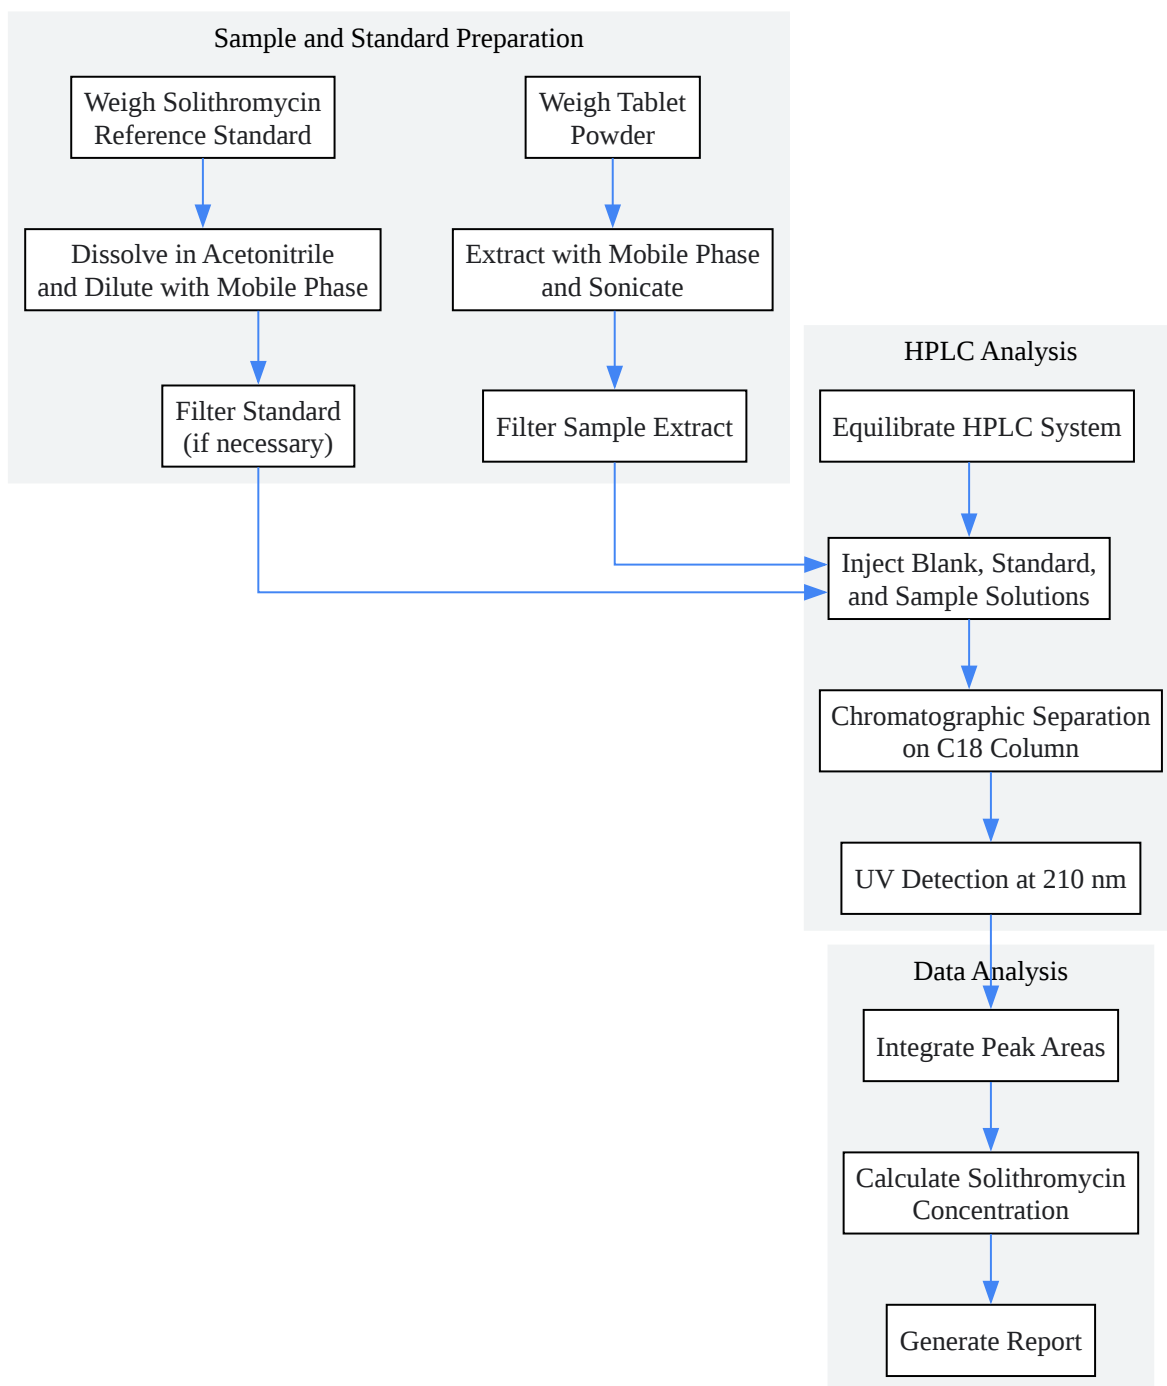 Sample and Standard Preparation
Weigh Solithromycin
Reference Standard
Dissolve in Acetonitrile
and Dilute with Mobile Phase
Filter Standard
(if necessary)
Weigh Tablet
Powder
Extract with Mobile Phase
and Sonicate
Filter Sample Extract
HPLC Analysis
Equilibrate HPLC System
Inject Blank, Standard,
and Sample Solutions
Chromatographic Separation
on C18 Column
UV Detection at 210 nm
Data Analysis
Integrate Peak Areas
Calculate Solithromycin
Concentration
Generate Report